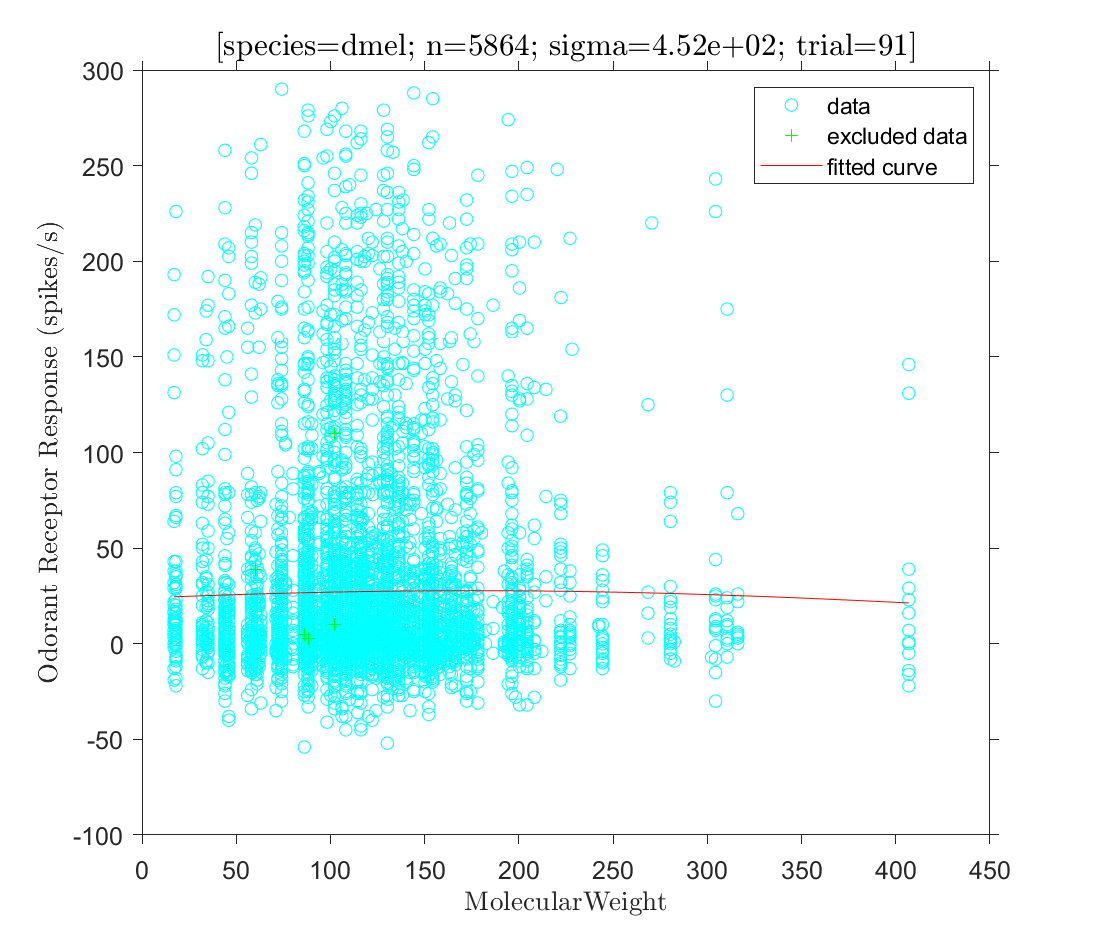 [species=dmel; n=5864; sigma=4.52e+02; trial=91]
300
250
200
150
100
50
0
-50
-100
Odorant Receptor Response (spikes/s)
data
excluded data
fitted curve
0 50 100 150 200 250 300 350 400 450
MolecularWeight